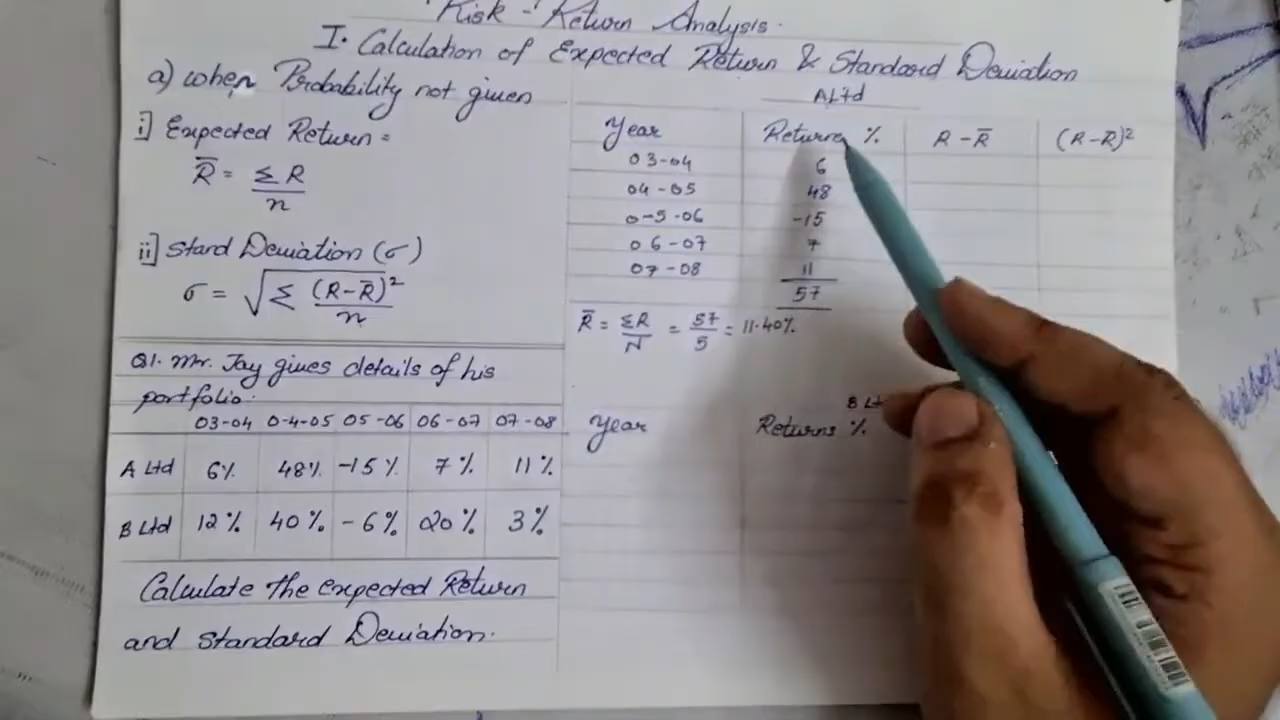 Risk - Return Analysis.
I. Calculation of Expected Return & Standard Deviation
a) when Probability not given
i] Expected Return =
R̄ = ΣR
n
ii] Stand Deviation (σ)
σ = √Σ (R-R̄)²
n
Q1. Mr. Jay gives details of his
portfolio.
03-04 0-4-05 05-06 06-07 07-08
A Ltd 6% 48% -15% 7% 11%
B Ltd 12% 40% -6% 20% 3%
Calculate the expected Return
and Standard Deviation.
A Ltd
Year Returns % R - R̄ (R-R̄)²
03-04 6
04-05 48
0-5-06 -15
06-07 7
07-08 11
57
R̄ = ΣR/N = 57/5 = 11.40%
B Lt
Year Returns %